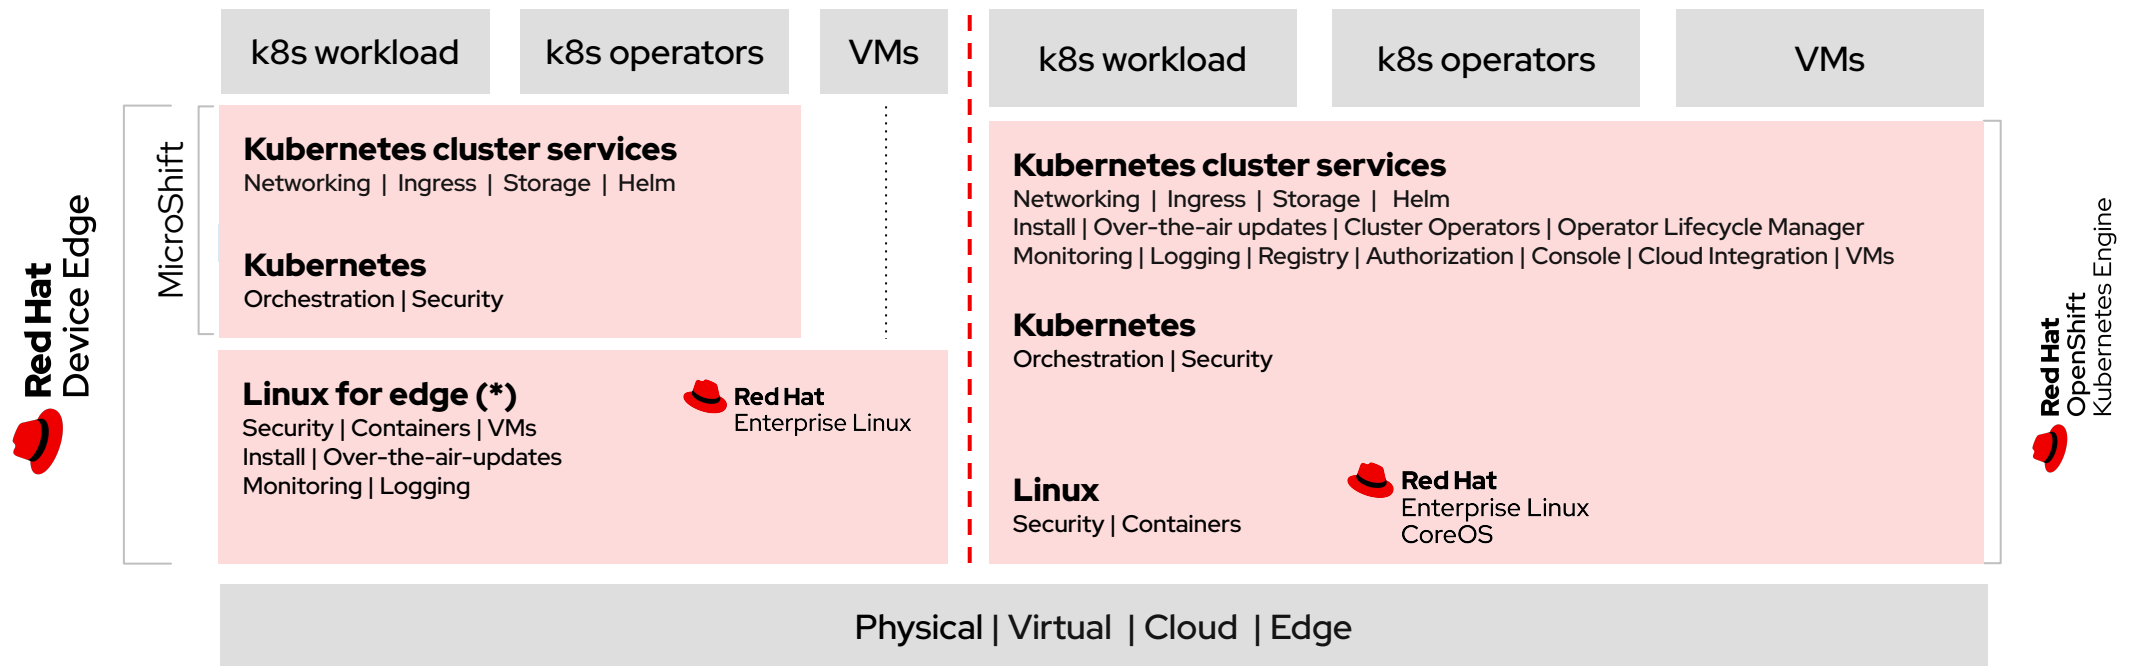 k8s workload
k8s operators
VMs
Red Hat
Device Edge
MicroShift
Kubernetes cluster services
Networking | Ingress | Storage | Helm
Kubernetes
Orchestration | Security
Linux for edge (*)
Security | Containers | VMs
Install | Over-the-air-updates
Monitoring | Logging
Red Hat
Enterprise Linux
k8s workload
k8s operators
VMs
Kubernetes cluster services
Networking | Ingress | Storage | Helm
Install | Over-the-air updates | Cluster Operators | Operator Lifecycle Manager
Monitoring | Logging | Registry | Authorization | Console | Cloud Integration | VMs
Kubernetes
Orchestration | Security
Linux
Security | Containers
Red Hat
Enterprise Linux
CoreOS
Red Hat
OpenShift
Kubernetes Engine
Physical | Virtual | Cloud | Edge